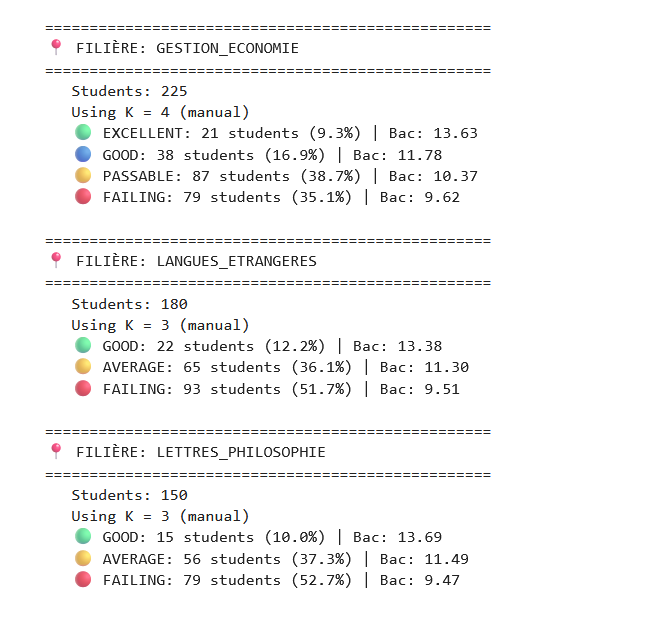 ==================================================
📍 FILIÈRE: GESTION_ECONOMIE
==================================================
Students: 225
Using K = 4 (manual)
🟢 EXCELLENT: 21 students (9.3%) | Bac: 13.63
🔵 GOOD: 38 students (16.9%) | Bac: 11.78
🟡 PASSABLE: 87 students (38.7%) | Bac: 10.37
🔴 FAILING: 79 students (35.1%) | Bac: 9.62
==================================================
📍 FILIÈRE: LANGUES_ETRANGERES
==================================================
Students: 180
Using K = 3 (manual)
🟢 GOOD: 22 students (12.2%) | Bac: 13.38
🟡 AVERAGE: 65 students (36.1%) | Bac: 11.30
🔴 FAILING: 93 students (51.7%) | Bac: 9.51
==================================================
📍 FILIÈRE: LETTRES_PHILOSOPHIE
==================================================
Students: 150
Using K = 3 (manual)
🟢 GOOD: 15 students (10.0%) | Bac: 13.69
🟡 AVERAGE: 56 students (37.3%) | Bac: 11.49
🔴 FAILING: 79 students (52.7%) | Bac: 9.47